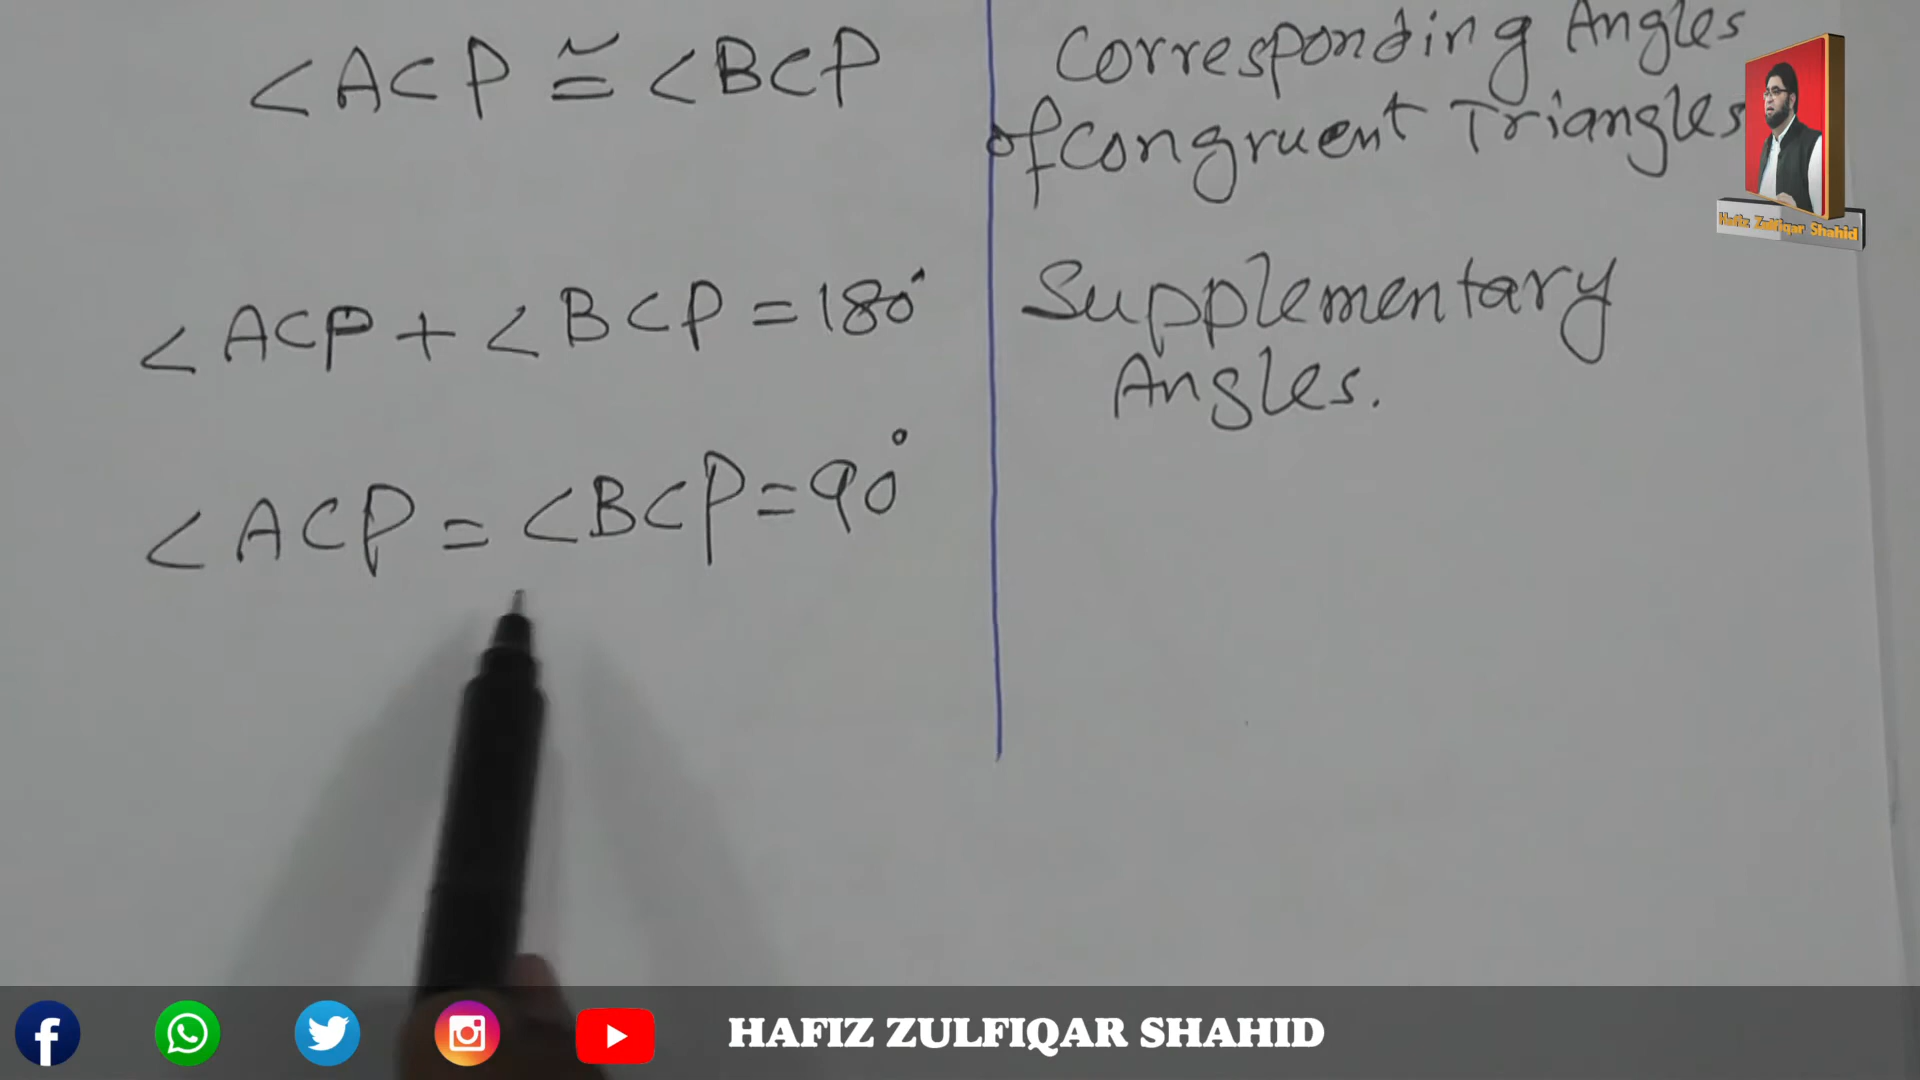 <ACP ≅ <BCP
Corresponding Angles
of congruent Triangles
<ACP + <BCP = 180°
Supplementary
Angles.
<ACP = <BCP = 90°
Hafiz Zulfiqar Shahid
HAFIZ ZULFIQAR SHAHID